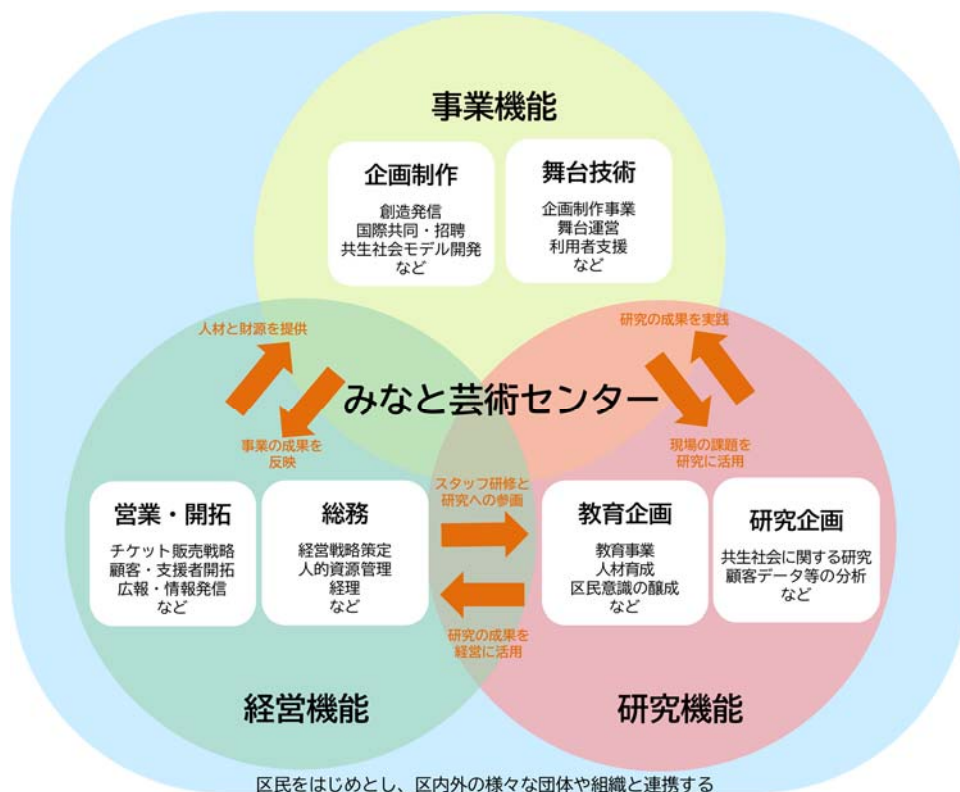 事業機能
企画制作
創造発信
国際共同・招聘
共生社会モデル開発
など
舞台技術
企画制作事業
舞台運営
利用者支援
など
人材と財源を提供
研究の成果を実践
みなと芸術センター
事業の成果を
反映
現場の課題を
研究に活用
営業・開拓
チケット販売戦略
顧客・支援者開拓
広報・情報発信
など
総務
経営戦略策定
人的資源管理
経理
など
スタッフ研修と
研究への参画
研究の成果を
経営に活用
教育企画
教育事業
人材育成
区民意識の醸成
など
研究企画
共生社会に関する研究
顧客データ等の分析
など
経営機能
研究機能
区民をはじめとし、区内外の様々な団体や組織と連携する